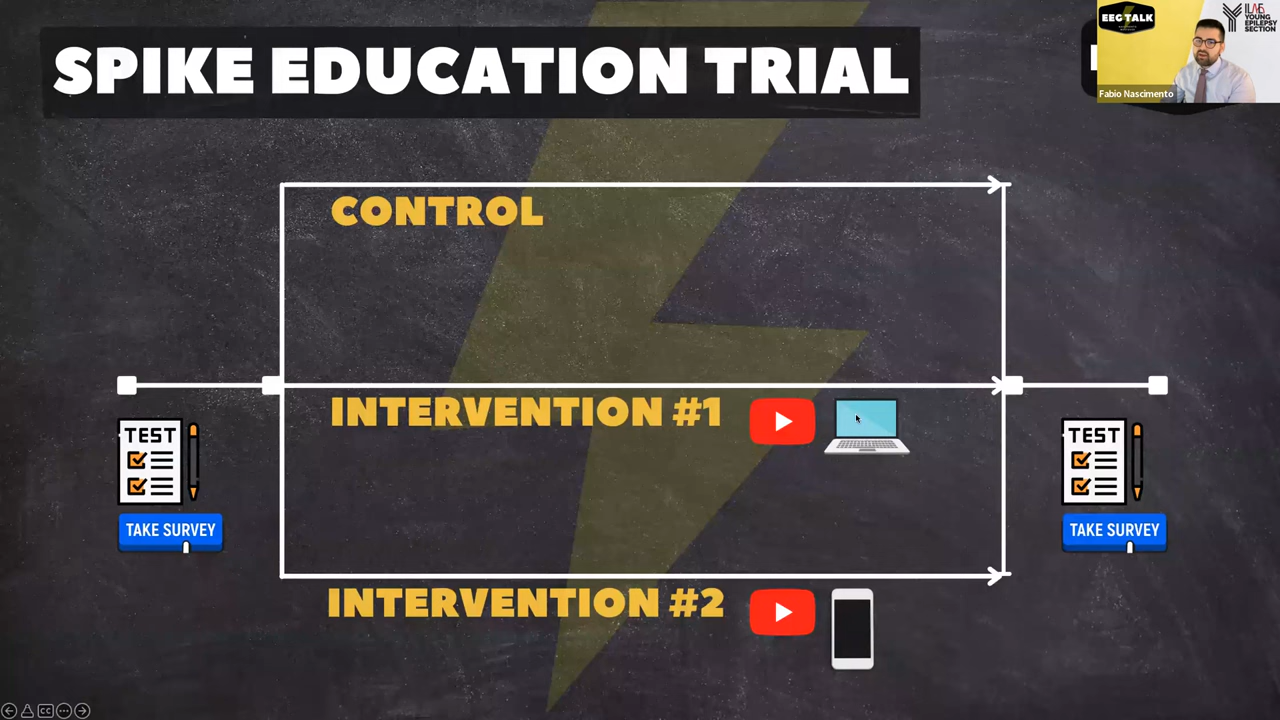 SPIKE EDUCATION TRIAL
EEG TALK
ILAE
YOUNG
EPILEPSY
SECTION
Fabio Nascimento
CONTROL
INTERVENTION #1
TEST
TAKE SURVEY
TEST
TAKE SURVEY
INTERVENTION #2
CC